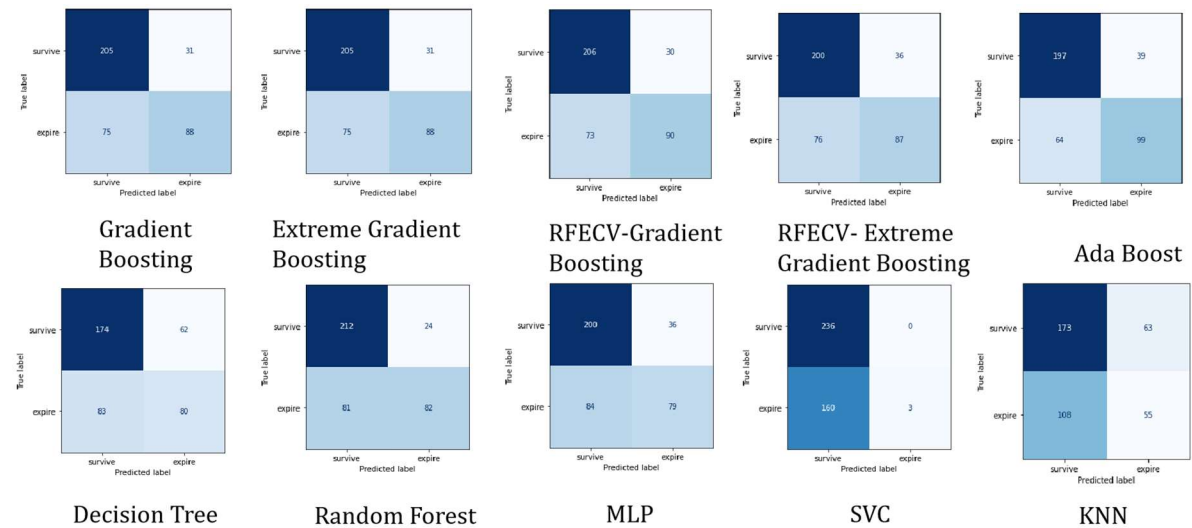 survive
205
31
True label
expire
75
88
survive
expire
Predicted label
Gradient
Boosting
survive
205
31
True label
expire
75
88
survive
expire
Predicted label
Extreme Gradient
Boosting
survive
206
30
True label
expire
73
90
survive
expire
Predicted label
RFECV-Gradient
Boosting
survive
200
36
True label
expire
76
87
survive
expire
Predicted label
RFECV- Extreme
Gradient Boosting
survive
197
39
True label
expire
64
99
survive
expire
Predicted label
Ada Boost
survive
174
62
True label
expire
83
80
survive
expire
Predicted label
Decision Tree
survive
212
24
True label
expire
81
82
survive
expire
Predicted label
Random Forest
survive
200
36
True label
expire
84
79
survive
expire
Predicted label
MLP
survive
236
0
True label
expire
160
3
survive
expire
Predicted label
SVC
survive
173
63
True label
expire
108
55
survive
expire
Predicted label
KNN